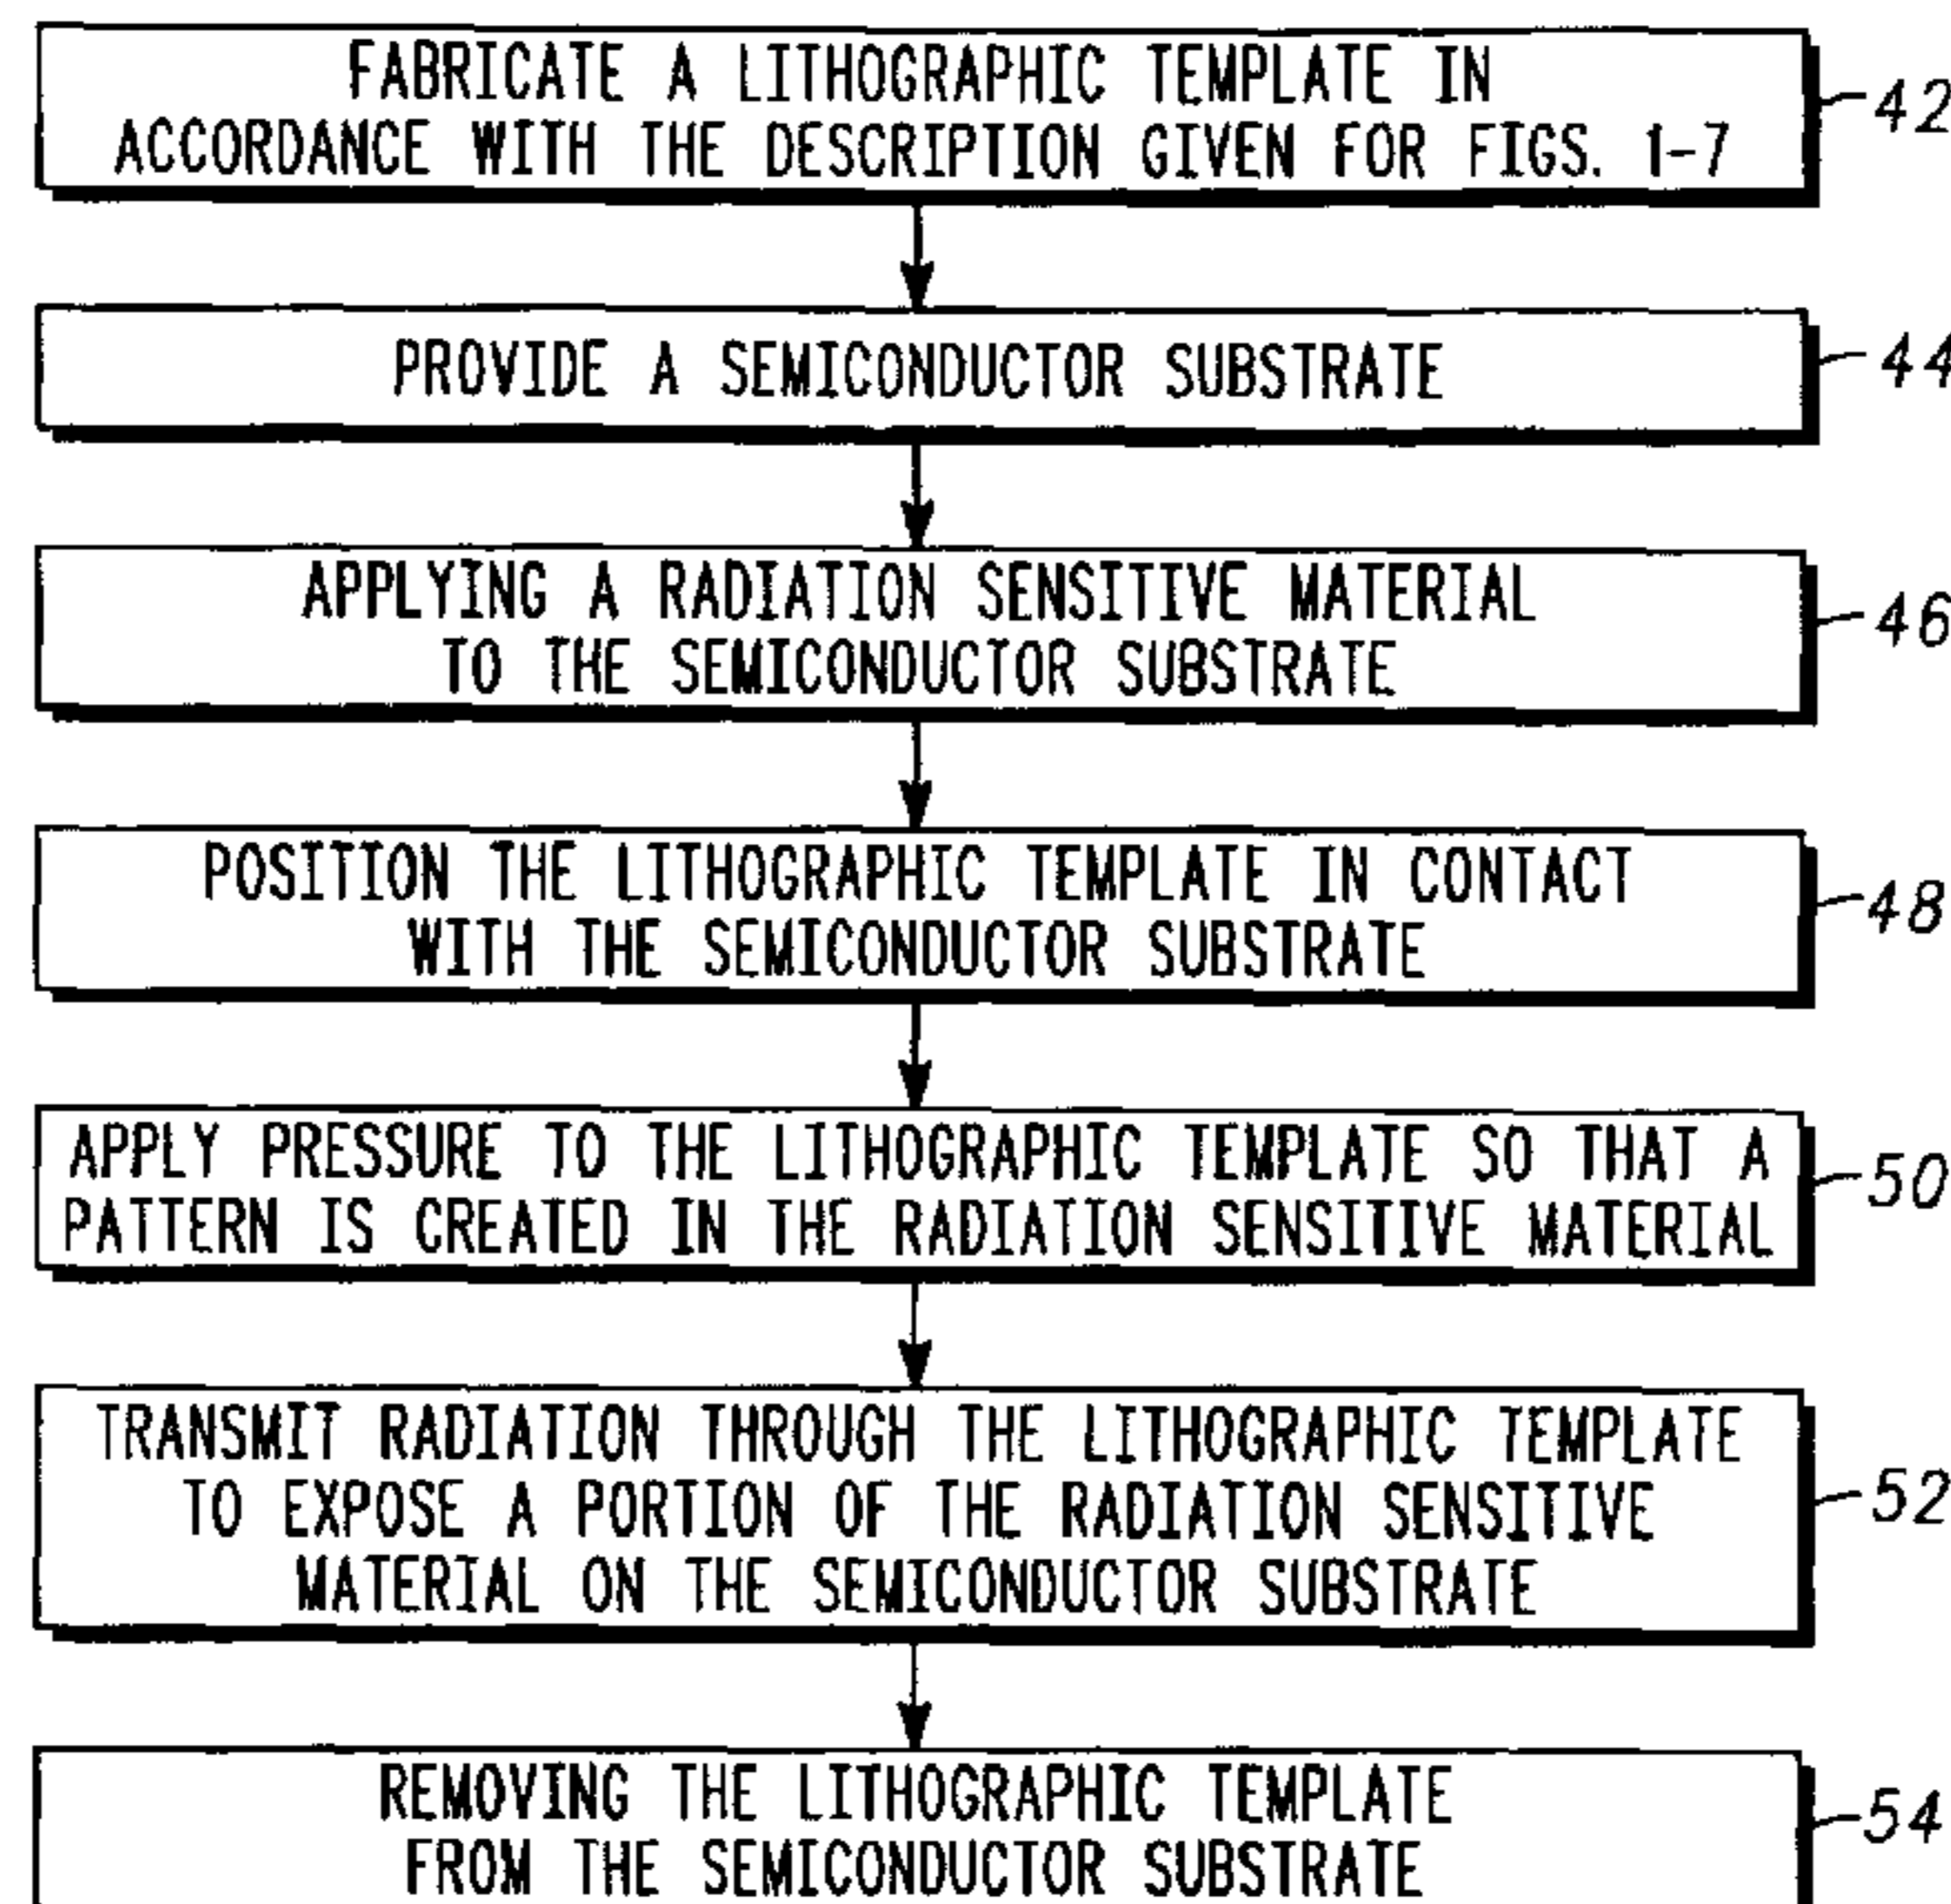 FABRICATE A LITHOGRAPHIC TEMPLATE IN
ACCORDANCE WITH THE DESCRIPTION GIVEN FOR FIGS. 1-7
42
PROVIDE A SEMICONDUCTOR SUBSTRATE
44
APPLYING A RADIATION SENSITIVE MATERIAL
TO THE SEMICONDUCTOR SUBSTRATE
46
POSITION THE LITHOGRAPHIC TEMPLATE IN CONTACT
WITH THE SEMICONDUCTOR SUBSTRATE
48
APPLY PRESSURE TO THE LITHOGRAPHIC TEMPLATE SO THAT A
PATTERN IS CREATED IN THE RADIATION SENSITIVE MATERIAL
50
TRANSMIT RADIATION THROUGH THE LITHOGRAPHIC TEMPLATE
TO EXPOSE A PORTION OF THE RADIATION SENSITIVE
MATERIAL ON THE SEMICONDUCTOR SUBSTRATE
52
REMOVING THE LITHOGRAPHIC TEMPLATE
FROM THE SEMICONDUCTOR SUBSTRATE
54